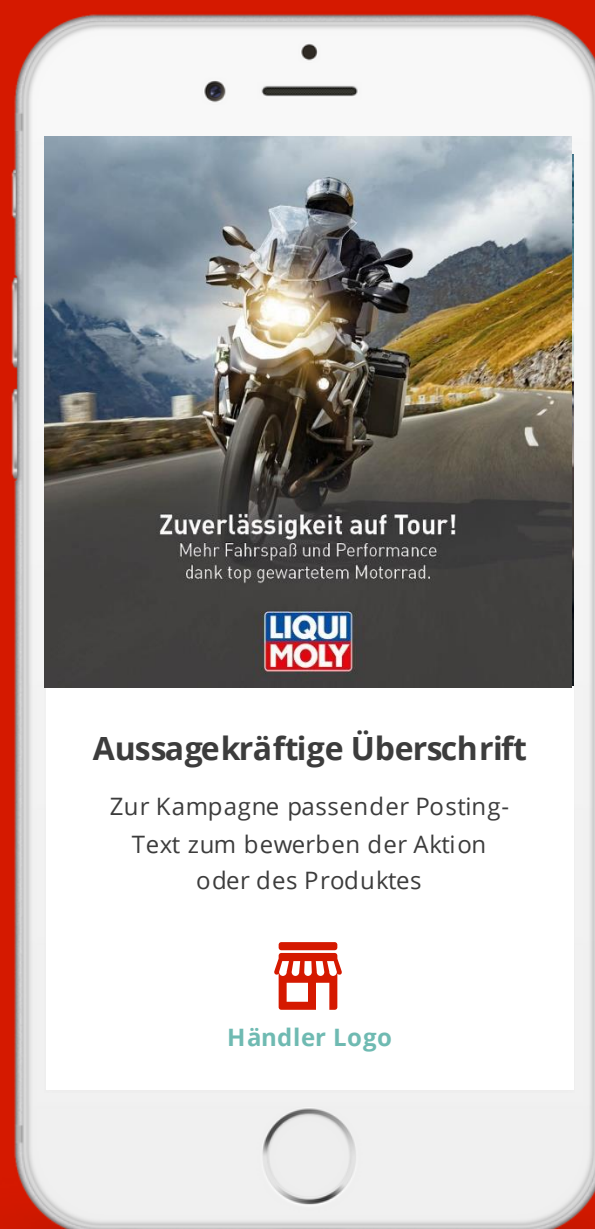 Zuverlässigkeit auf Tour!
Mehr Fahrspaß und Performance
dank top gewartetem Motorrad.
LIQUI
MOLY
Aussagekräftige Überschrift
Zur Kampagne passender Posting-
Text zum bewerben der Aktion
oder des Produktes
Händler Logo